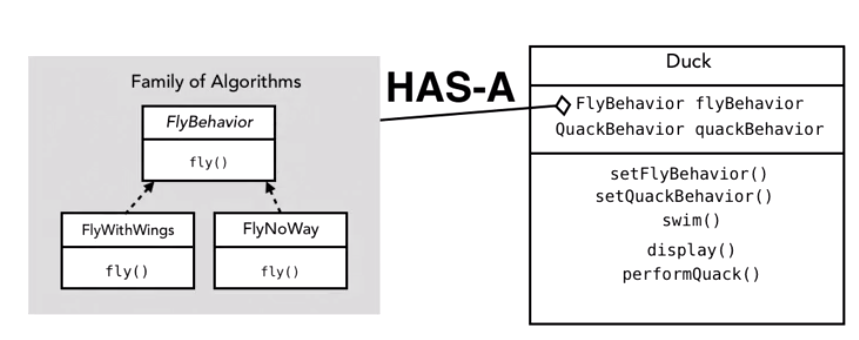 Family of Algorithms
FlyBehavior
fly()
FlyWithWings
fly()
FlyNoWay
fly()
HAS-A
Duck
FlyBehavior flyBehavior
QuackBehavior quackBehavior
setFlyBehavior()
setQuackBehavior()
swim()
display()
performQuack()